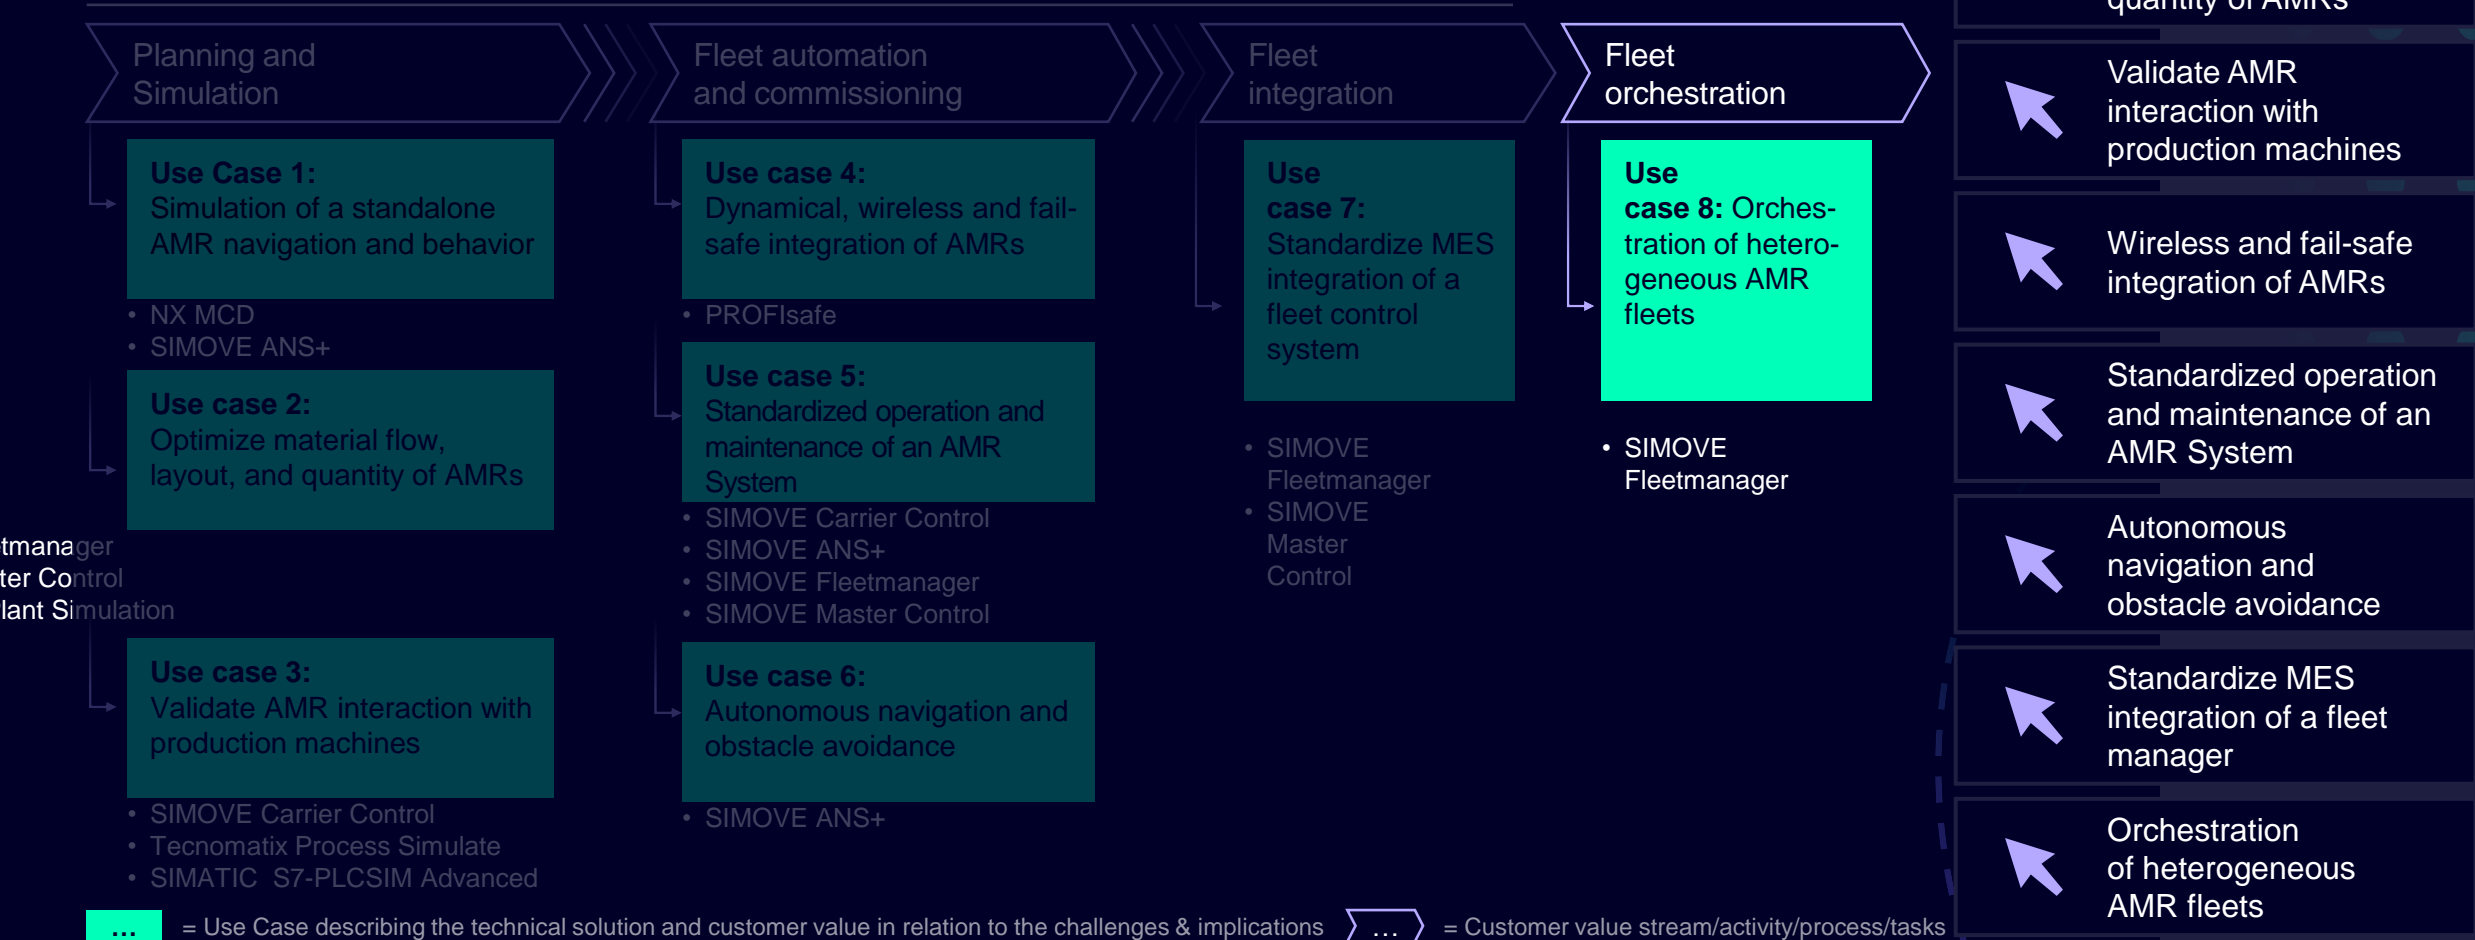 Planning and
Simulation
Use Case 1:
Simulation of a standalone
AMR navigation and behavior
• NX MCD
• SIMOVE ANS+
Use case 2:
Optimize material flow,
layout, and quantity of AMRs
tmanager
ter Control
lant Simulation
Use case 3:
Validate AMR interaction with
production machines
• SIMOVE Carrier Control
• Tecnomatix Process Simulate
• SIMATIC S7-PLCSIM Advanced
Fleet automation
and commissioning
Use case 4:
Dynamical, wireless and fail-
safe integration of AMRs
• PROFIsafe
Use case 5:
Standardized operation and
maintenance of an AMR
System
• SIMOVE Carrier Control
• SIMOVE ANS+
• SIMOVE Fleetmanager
• SIMOVE Master Control
Use case 6:
Autonomous navigation and
obstacle avoidance
• SIMOVE ANS+
Fleet
integration
Use
case 7:
Standardize MES
integration of a
fleet control
system
• SIMOVE
Fleetmanager
• SIMOVE
Master
Control
Fleet
orchestration
Use
case 8: Orches-
tration of hetero-
geneous AMR
fleets
• SIMOVE
Fleetmanager
quantity of AMRs
Validate AMR
interaction with
production machines
Wireless and fail-safe
integration of AMRs
Standardized operation
and maintenance of an
AMR System
Autonomous
navigation and
obstacle avoidance
Standardize MES
integration of a fleet
manager
Orchestration
of heterogeneous
AMR fleets
... = Use Case describing the technical solution and customer value in relation to the challenges & implications
... = Customer value stream/activity/process/tasks